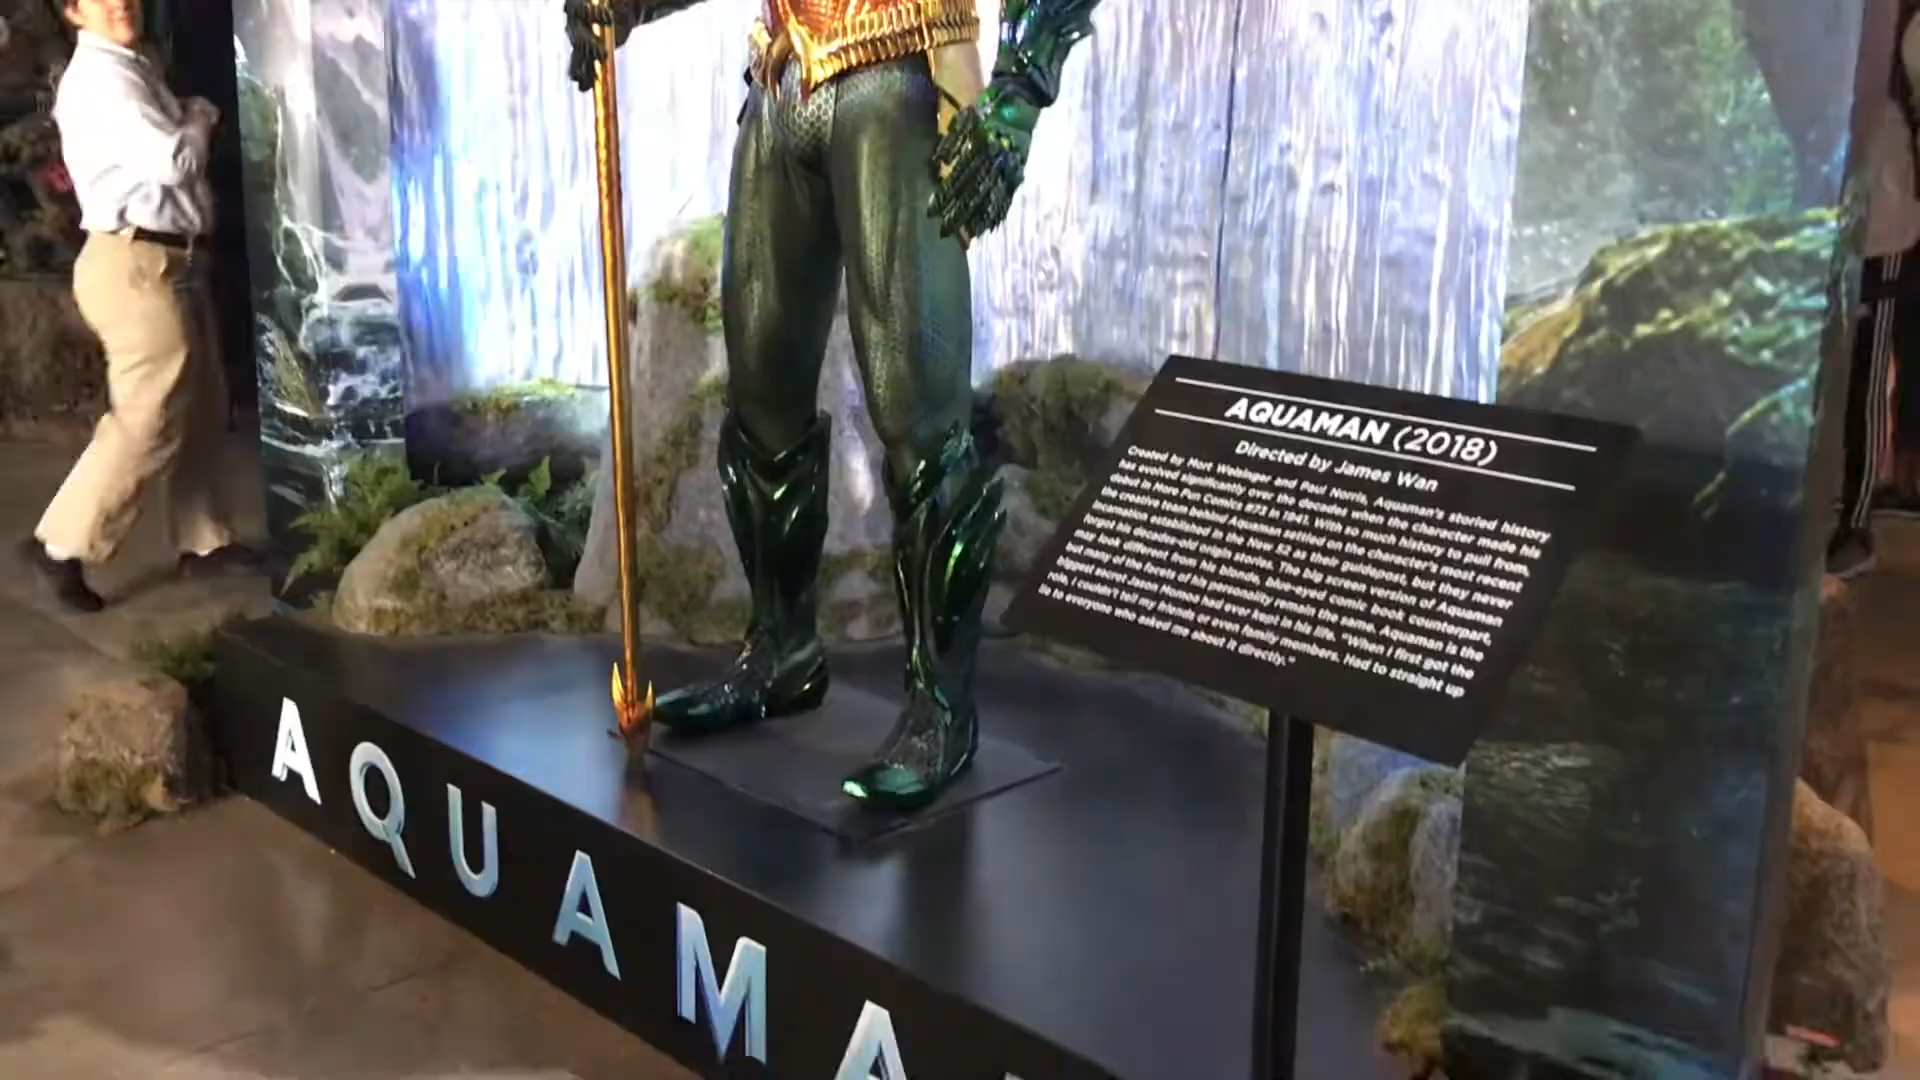 AQUAMAN (2018)
Directed by James Wan
Created by Mort Weisinger and Paul Norris, Aquaman's storied history
has evolved significantly over the decades when the character made his
debut in More Fun Comics #73 in 1941. With so much history to pull from,
the creative team behind Aquaman settled on the character's most recent
incarnation established in the New 52 as their guidepost, but they never
forgot his decades-old origin stories. The big screen version of Aquaman
may look different from his blonde, blue-eyed comic book counterpart,
but many of the facets of his personality remain the same. Aquaman is the
biggest secret Jason Momoa had ever kept in his life. "When I first got the
role, I couldn't tell my friends or even family members. Had to straight up
lie to everyone who asked me about it directly."
AQUAMA